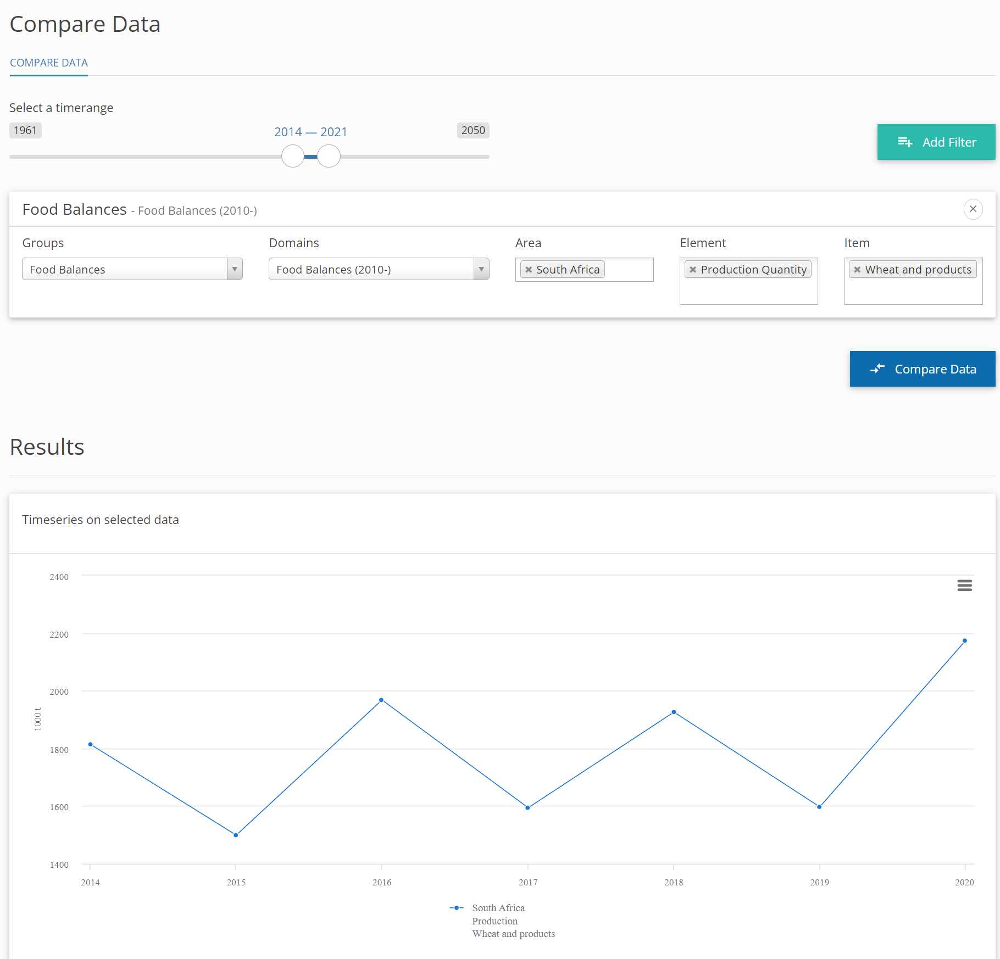 Compare Data
COMPARE DATA
Select a timerange
1961
2014 — 2021
2050
Add Filter
Food Balances - Food Balances (2010-)
Groups
Domains
Area
Element
Item
Food Balances
Food Balances (2010-)
South Africa
Production Quantity
Wheat and products
Compare Data
Results
Timeseries on selected data
2400
2200
2000
1800
1600
1400
1000 t
2014
2015
2016
2017
2018
2019
2020
South Africa
Production
Wheat and products